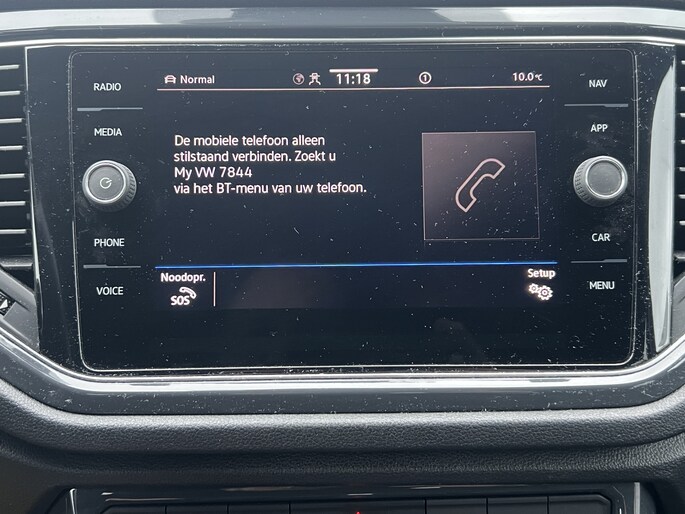 RADIO
Normal
11:18
1
10.0°C
NAV
MEDIA
APP
De mobiele telefoon alleen
stilstaand verbinden. Zoekt u
My VW 7844
via het BT-menu van uw telefoon.
PHONE
CAR
VOICE
Noodopr.
SOS
Setup
MENU